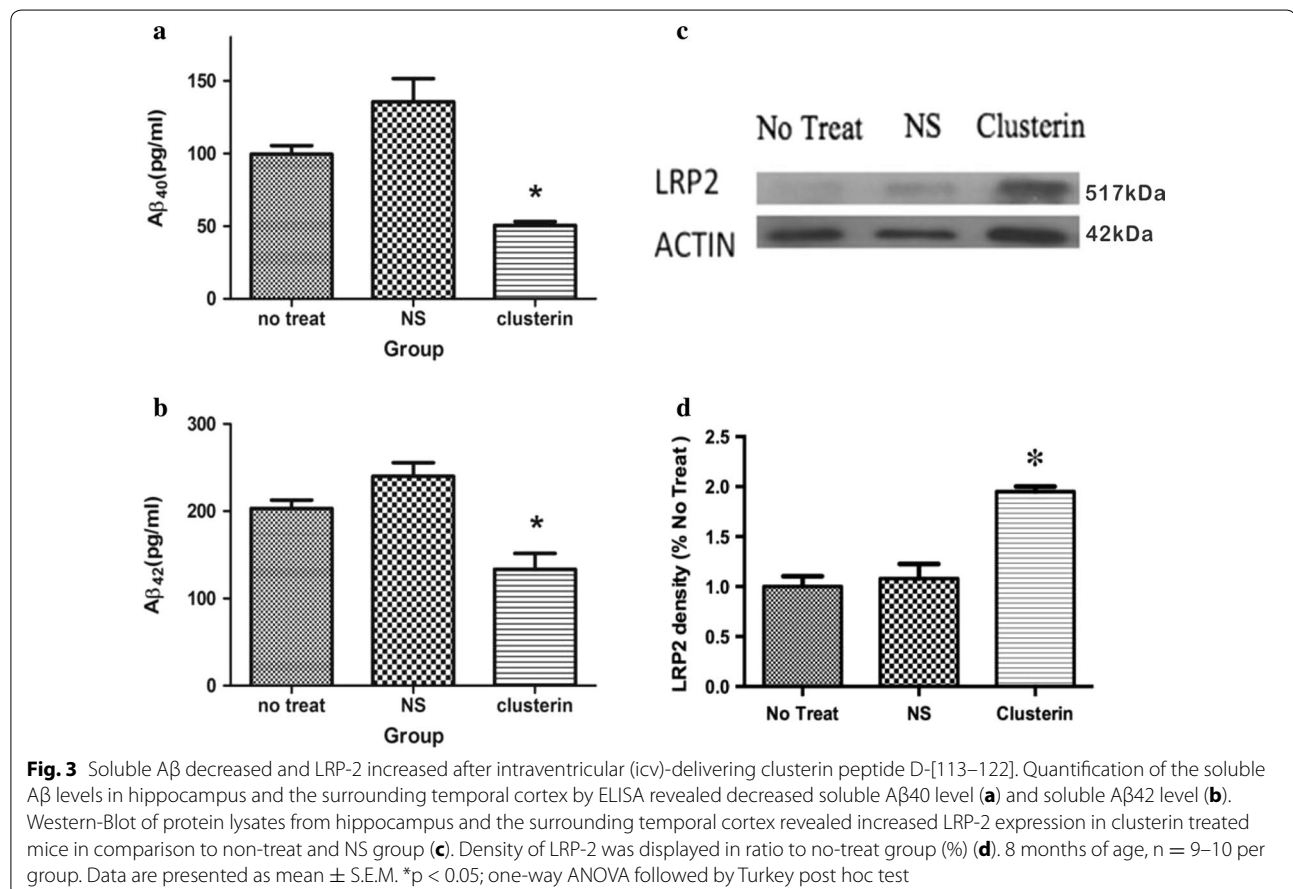 a
Aβ40(pg/ml)
150
100
50
0
no treat NS clusterin
Group
*
c
No Treat NS Clusterin
LRP2 517kDa
ACTIN 42kDa
b
Aβ42(pg/ml)
300
200
100
0
no treat NS clusterin
Group
*
d
LRP2 density (% No Treat )
2.5
2.0
1.5
1.0
0.5
0.0
No Treat NS Clusterin
*
Fig. 3 Soluble Aβ decreased and LRP-2 increased after intraventricular (icv)-delivering clusterin peptide D-[113–122]. Quantification of the soluble
Aβ levels in hippocampus and the surrounding temporal cortex by ELISA revealed decreased soluble Aβ40 level (a) and soluble Aβ42 level (b).
Western-Blot of protein lysates from hippocampus and the surrounding temporal cortex revealed increased LRP-2 expression in clusterin treated
mice in comparison to non-treat and NS group (c). Density of LRP-2 was displayed in ratio to no-treat group (%) (d). 8 months of age, n = 9–10 per
group. Data are presented as mean ± S.E.M. *p < 0.05; one-way ANOVA followed by Turkey post hoc test